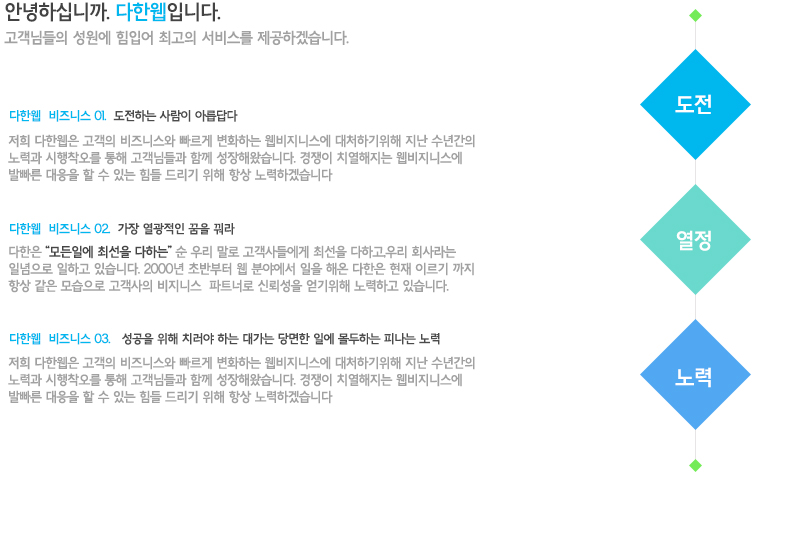 안녕하십니까. 다한웹입니다.
고객님들의 성원에 힘입어 최고의 서비스를 제공하겠습니다.
다한웹 비즈니스 01. 도전하는 사람이 아릅답다
저희 다한웹은 고객의 비즈니스와 빠르게 변화하는 웹비지니스에 대처하기위해 지난 수년간의
노력과 시행착오를 통해 고객님들과 함께 성장해왔습니다. 경쟁이 치열해지는 웹비지니스에
발빠른 대응을 할 수 있는 힘들 드리기 위해 항상 노력하겠습니다
다한웹 비즈니스 02. 가장 열광적인 꿈을 꿔라
다한은 “모든일에 최선을 다하는” 순 우리 말로 고객사들에게 최선을 다하고,우리 회사라는
일념으로 일하고 있습니다. 2000년 초반부터 웹 분야에서 일을 해온 다한은 현재 이르기 까지
항상 같은 모습으로 고객사의 비지니스 파트너로 신뢰성을 얻기위해 노력하고 있습니다.
다한웹 비즈니스 03. 성공을 위해 치러야 하는 대가는 당면한 일에 몰두하는 피나는 노력
저희 다한웹은 고객의 비즈니스와 빠르게 변화하는 웹비지니스에 대처하기위해 지난 수년간의
노력과 시행착오를 통해 고객님들과 함께 성장해왔습니다. 경쟁이 치열해지는 웹비지니스에
발빠른 대응을 할 수 있는 힘들 드리기 위해 항상 노력하겠습니다
도전
열정
노력